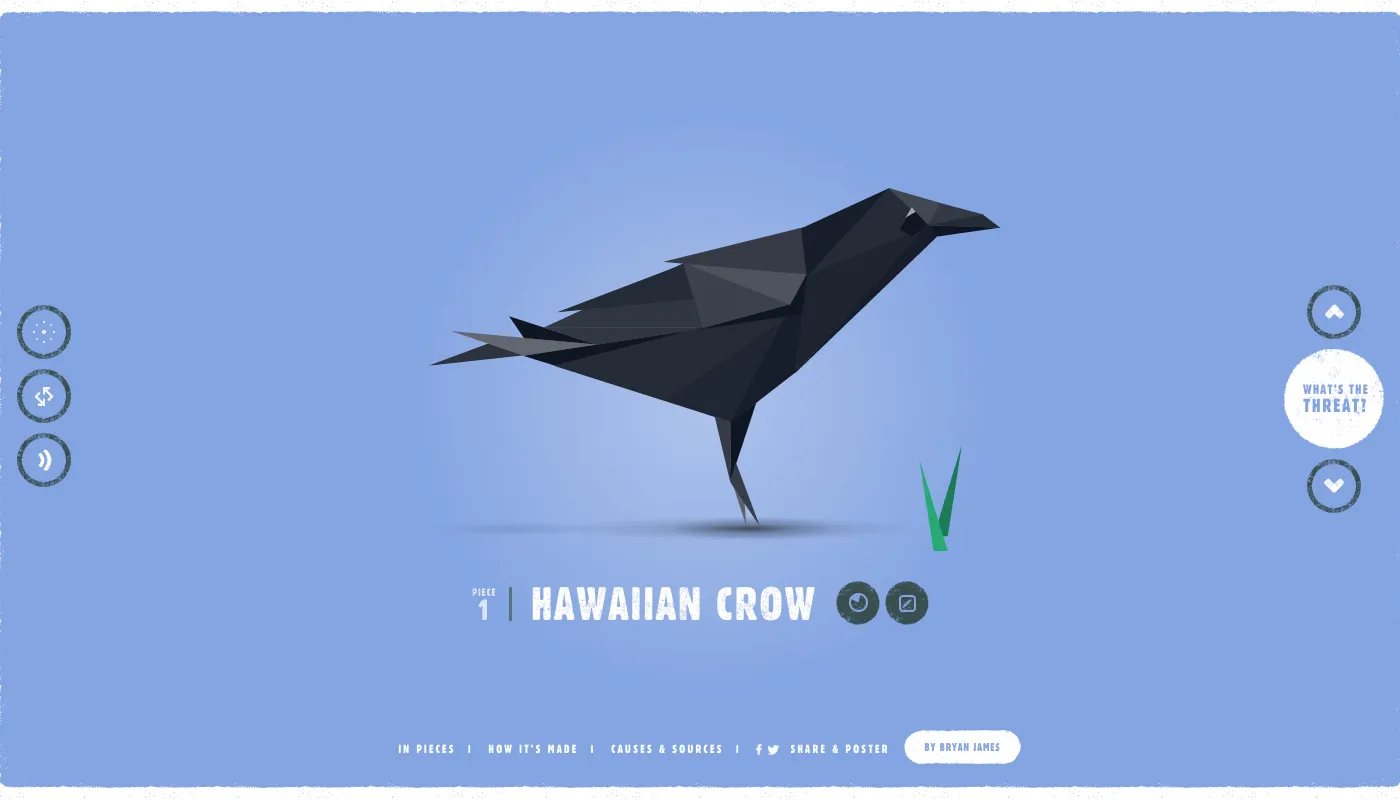 WHAT'S THE
THREAT?
PIECE
1
HAWAIIAN CROW
IN PIECES | HOW IT'S MADE | CAUSES & SOURCES | SHARE & POSTER BY BRYAN JAMES